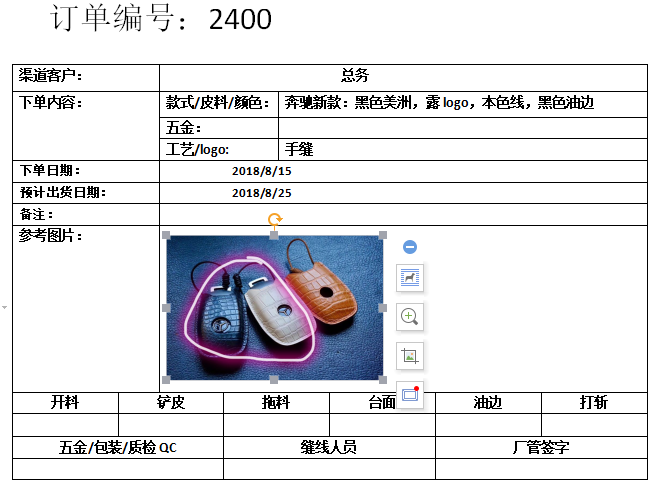 订单编号：2400
渠道客户： 总务
下单内容： 款式/皮料/颜色： 奔驰新款：黑色美洲，露 logo，本色线，黑色油边
五金：
工艺/logo: 手缝
下单日期： 2018/8/15
预计出货日期： 2018/8/25
备注：
参考图片：
开料 铲皮 拖料 台面 油边 打斩
五金/包装/质检 QC 缝线人员 厂管签字